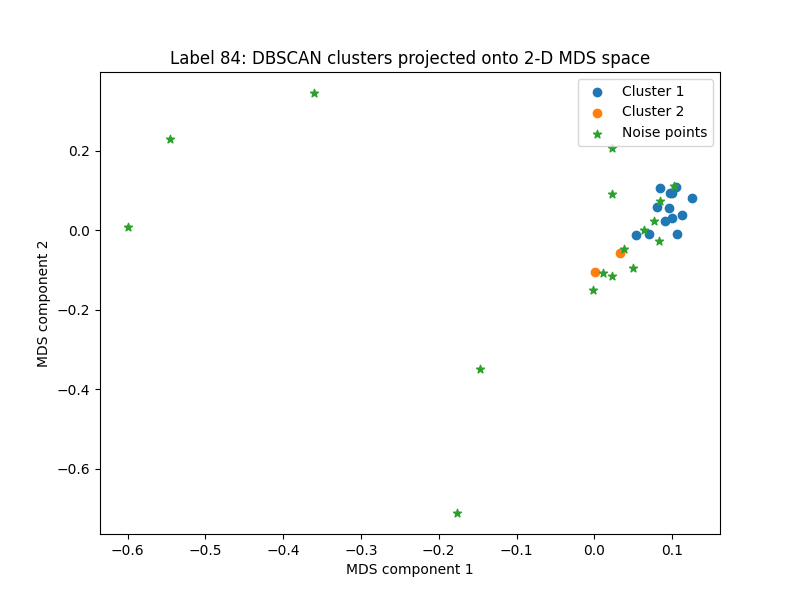 Label 84: DBSCAN clusters projected onto 2-D MDS space
Cluster 1
Cluster 2
Noise points
0.2
0.0
−0.2
−0.4
−0.6
MDS component 2
−0.6
−0.5
−0.4
−0.3
−0.2
−0.1
0.0
0.1
MDS component 1